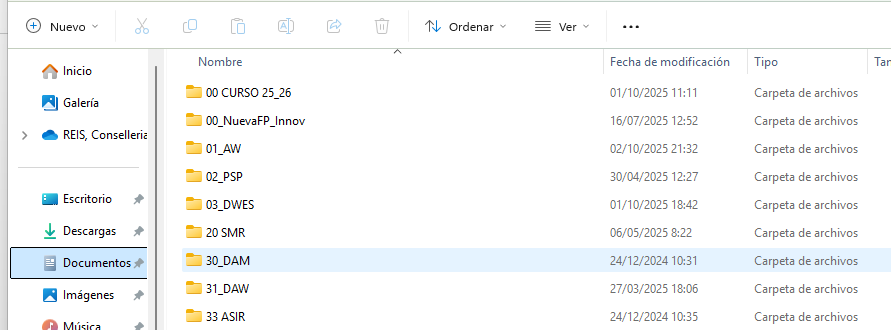 Nuevo Ordenar Ver
Nombre Fecha de modificación Tipo Tar
Inicio
Galería
REIS, Conselleria
Escritorio
Descargas
Documentos
Imágenes
Música
00 CURSO 25_26 01/10/2025 11:11 Carpeta de archivos
00_NuevaFP_Innov 16/07/2025 12:52 Carpeta de archivos
01_AW 02/10/2025 21:32 Carpeta de archivos
02_PSP 30/04/2025 12:27 Carpeta de archivos
03_DWES 01/10/2025 18:42 Carpeta de archivos
20 SMR 06/05/2025 8:22 Carpeta de archivos
30_DAM 24/12/2024 10:31 Carpeta de archivos
31_DAW 27/03/2025 18:06 Carpeta de archivos
33 ASIR 24/12/2024 10:35 Carpeta de archivos